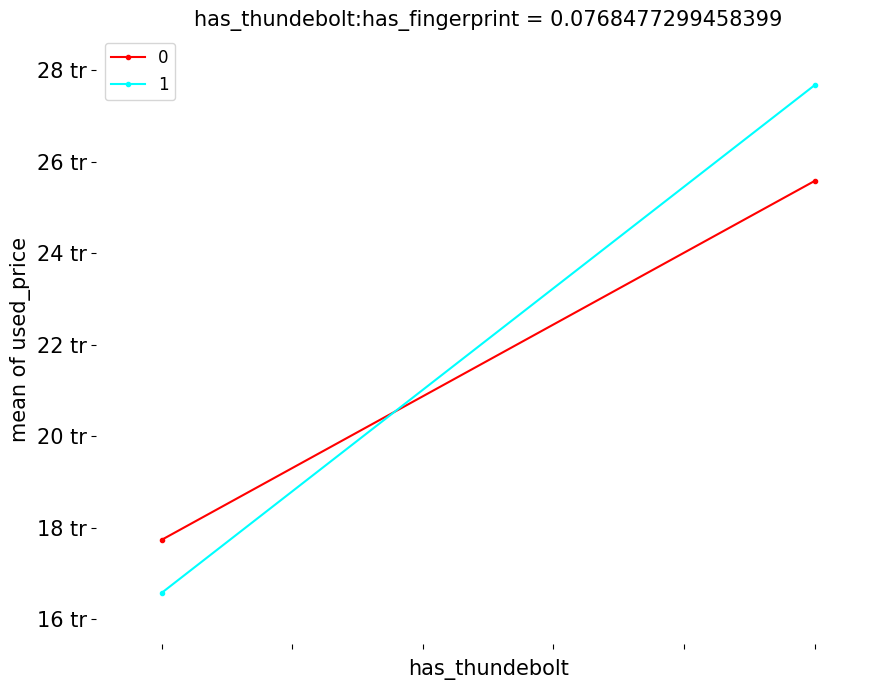 has_thundebolt:has_fingerprint = 0.0768477299458399
0
1
28 tr
26 tr
24 tr
22 tr
20 tr
18 tr
16 tr
mean of used_price
has_thundebolt